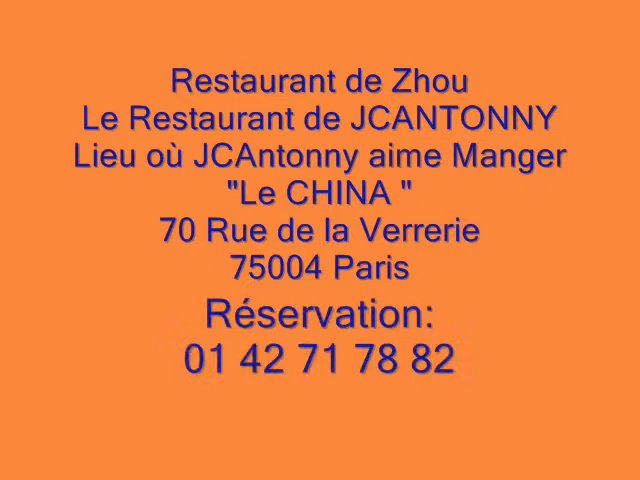 Restaurant de Zhou
Le Restaurant de JCANTONNY
Lieu où JCAntonny aime Manger
"Le CHINA "
70 Rue de la Verrerie
75004 Paris
Réservation:
01 42 71 78 82